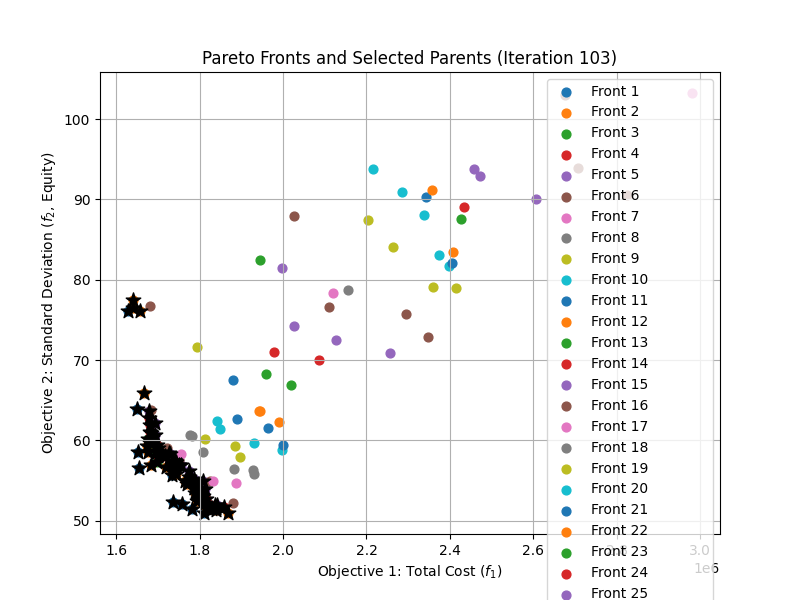 Pareto Fronts and Selected Parents (Iteration 103)
Objective 2: Standard Deviation (f₂, Equity)
100
90
80
70
60
50
1.6
1.8
2.0
2.2
2.4
2.6
3.0
1e6
Objective 1: Total Cost (f₁)
Front 1
Front 2
Front 3
Front 4
Front 5
Front 6
Front 7
Front 8
Front 9
Front 10
Front 11
Front 12
Front 13
Front 14
Front 15
Front 16
Front 17
Front 18
Front 19
Front 20
Front 21
Front 22
Front 23
Front 24
Front 25